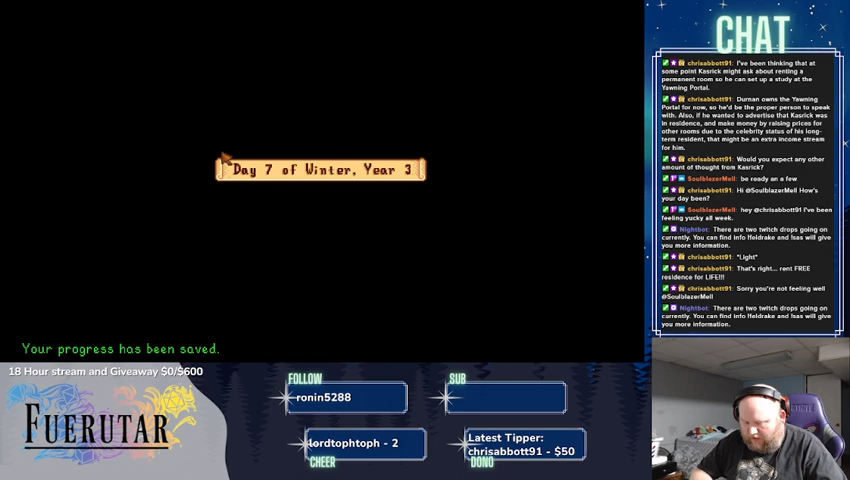 CHAT
chrisabbott91: I've been thinking that at
some point Kasrick might ask about renting a
permanent room so he can set up a study at the
Yawning Portal.
chrisabbott91: Durnan owns the Yawning
Portal for now, so he'd be the proper person to speak
with. Also, if he wanted to advertise that Kasrick was
in residence, and make money by raising prices for
other rooms due to the celebrity status of his long-
term resident, that might be an extra income stream
for him.
chrisabbott91: Would you expect any other
amount of thought from Kasrick?
SoulblazerMell: be ready an a few
chrisabbott91: Hi @SoulblazerMell How's
your day been?
SoulblazerMell: hey @chrisabbott91 I've been
feeling yucky all week.
Nightbot: There are two twitch drops going on
currently. You can find info !feldrake and !sas will give
you more information.
chrisabbott91: *Light*
chrisabbott91: That's right... rent FREE
residence for LIFE!!!
chrisabbott91: Sorry you're not feeling well
@SoulblazerMell
Nightbot: There are two twitch drops going on
currently. You can find info !feldrake and !sas will give
you more information.
Day 7 of Winter, Year 3
Your progress has been saved.
18 Hour stream and Giveaway $0/$600
FUERUTAR
FOLLOW
ronin5288
SUB
lordtophtoph - 2
CHEER
Latest Tipper:
chrisabbott91 - $50
DONO